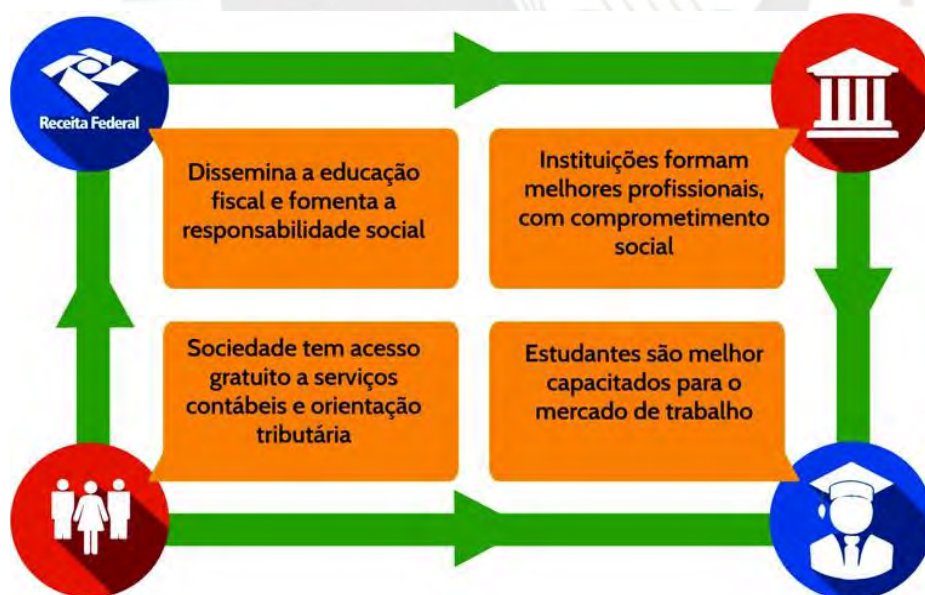 Receita Federal
Dissemina a educação
fiscal e fomenta a
responsabilidade social
Instituições formam
melhores profissionais,
com comprometimento
social
Sociedade tem acesso
gratuito a serviços
contábeis e orientação
tributária
Estudantes são melhor
capacitados para o
mercado de trabalho